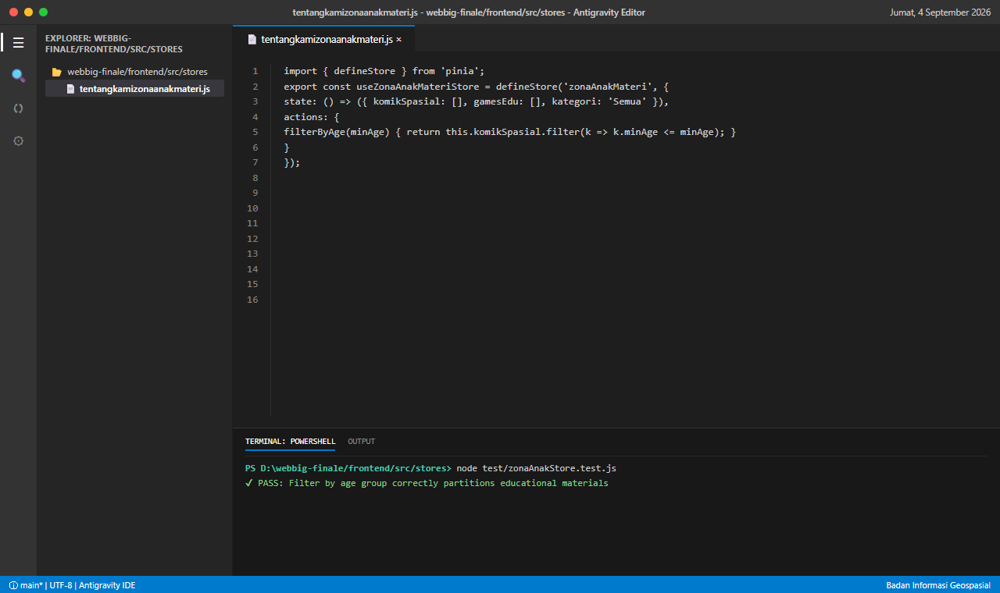 tentangkamizonaanakmateri.js - webbig-finale/frontend/src/stores - Antigravity Editor
Jumat, 4 September 2026
EXPLORER: WEBBIG-
FINALE/FRONTEND/SRC/STORES
webbig-finale/frontend/src/stores
tentangkamizonaanakmateri.js
tentangkamizonaanakmateri.js ×
1 import { defineStore } from 'pinia';
2 export const useZonaAnakMateriStore = defineStore('zonaAnakMateri', {
3 state: () => ({ komikSpasial: [], gamesEdu: [], kategori: 'Semua' }),
4 actions: {
5 filterByAge(minAge) { return this.komikSpasial.filter(k => k.minAge <= minAge); }
6 }
7 });
8
9
10
11
12
13
14
15
16
TERMINAL: POWERSHELL OUTPUT
PS D:\webbig-finale/frontend/src/stores> node test/zonaAnakStore.test.js
✔ PASS: Filter by age group correctly partitions educational materials
main* | UTF-8 | Antigravity IDE
Badan Informasi Geospasial